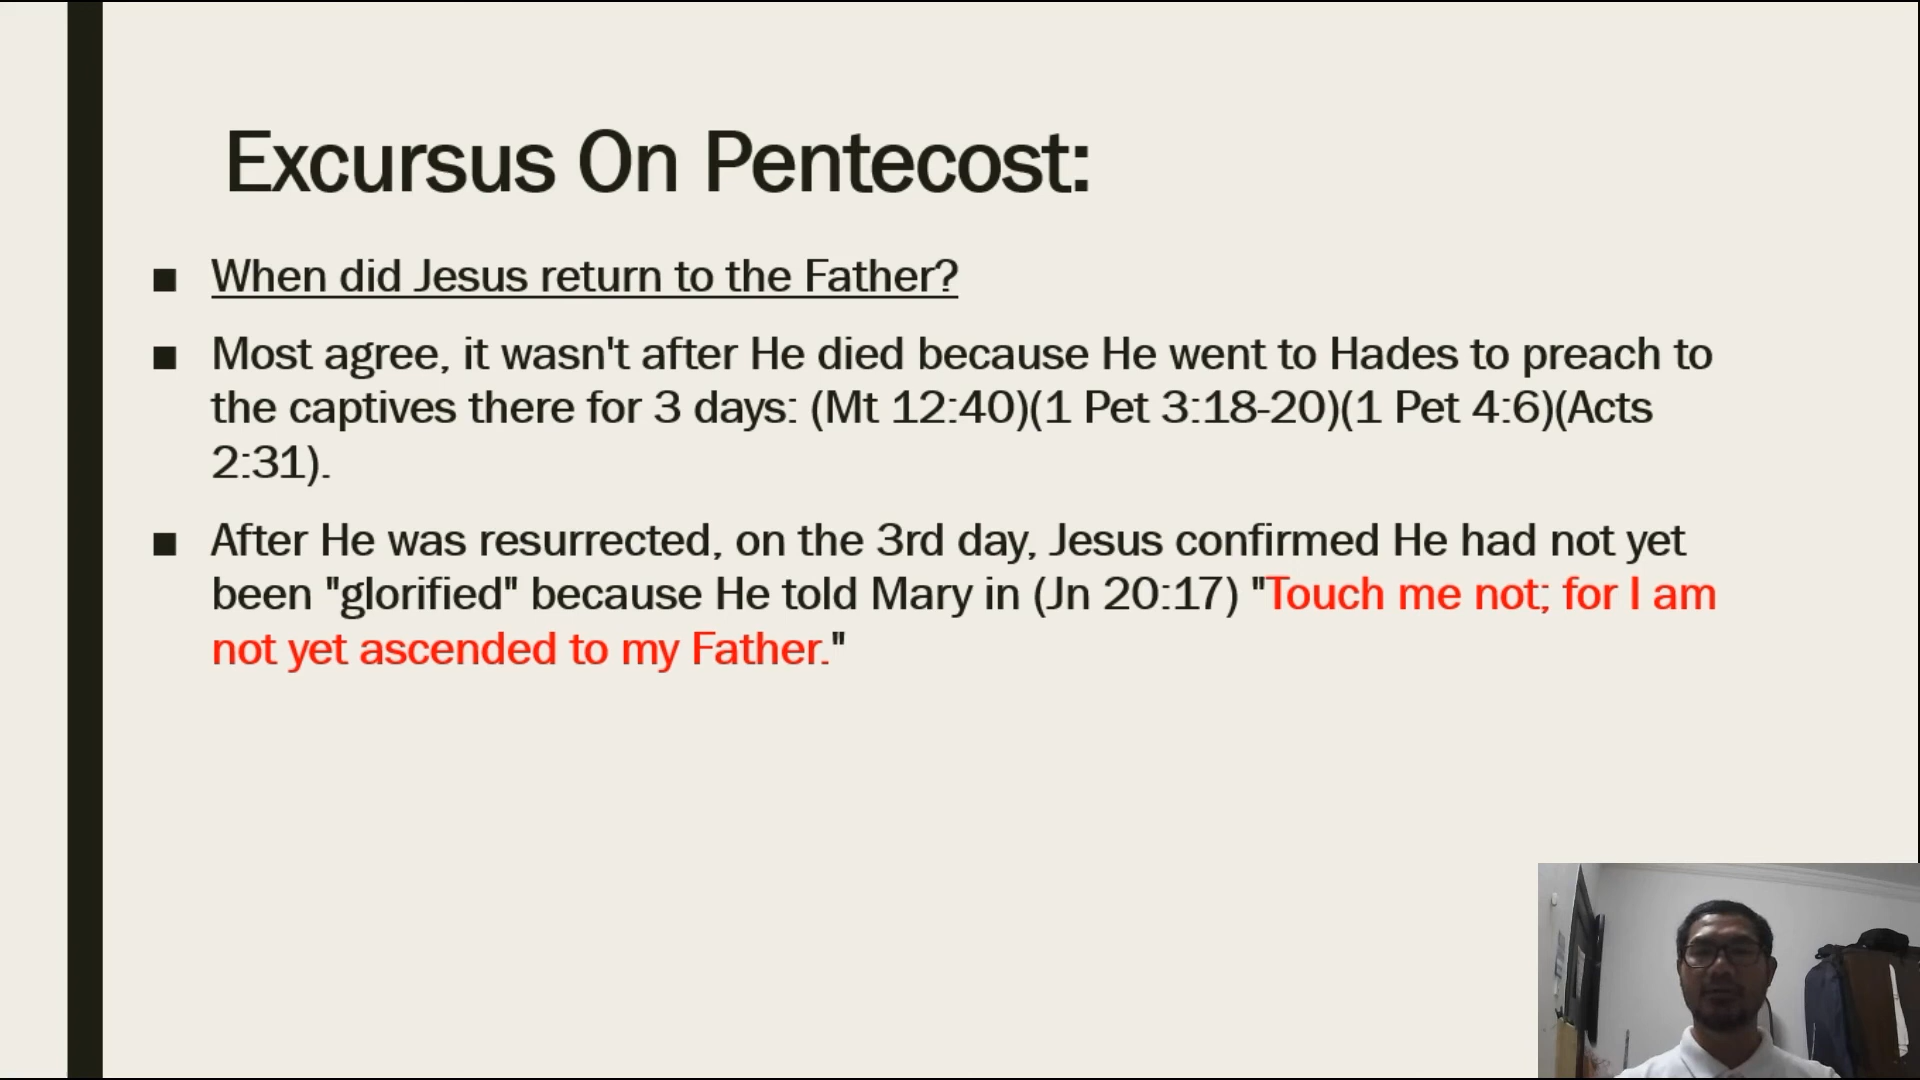 Excursus On Pentecost:
■ When did Jesus return to the Father?
■ Most agree, it wasn't after He died because He went to Hades to preach to
the captives there for 3 days: (Mt 12:40)(1 Pet 3:18-20)(1 Pet 4:6)(Acts
2:31).
■ After He was resurrected, on the 3rd day, Jesus confirmed He had not yet
been "glorified" because He told Mary in (Jn 20:17) "Touch me not; for I am
not yet ascended to my Father."